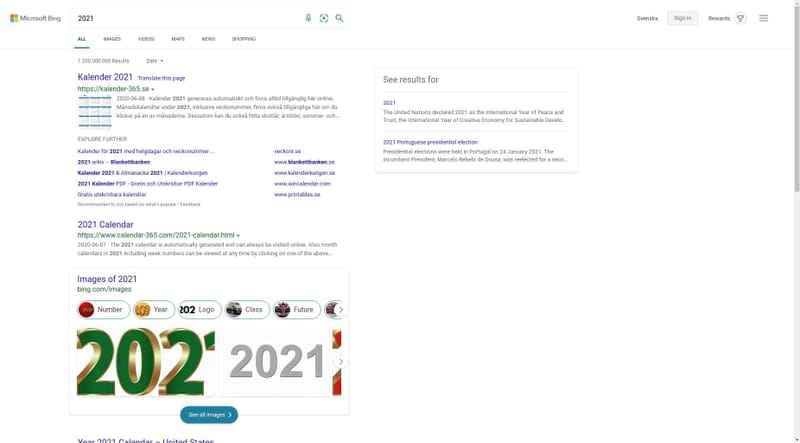 Microsoft Bing
2021
Svenska
Sign in
Rewards
ALL
IMAGES
VIDEOS
MAPS
NEWS
SHOPPING
1 200 000 000 Results
Date
Kalender 2021
Translate this page
https://kalender-365.se
2020-06-08 · Kalender 2021 genereras automatiskt och finns alltid tillgänglig här online.
Månadskalendrar under 2021, inklusive veckonummer, finns också tillgängliga här om du
klickar på en av månaderna. Dessutom kan du också hitta skottår, årstider, sommar- och...
EXPLORE FURTHER
Kalender för 2021 med helgdagar och veckonummer ...
veckonr.se
2021-arkiv – Blankettbanken
www.blankettbanken.se
Kalender 2021 & Almanacka 2021 | Kalenderkungen
www.kalenderkungen.se
2021 Kalender PDF - Gratis och Utskrivbar PDF Kalender
www.wincalendar.com
Gratis utskrivbara kalendrar
www.printables.se
Recommended to you based on what's popular • Feedback
2021 Calendar
https://www.calendar-365.com/2021-calendar.html
2020-06-07 · The 2021 calendar is automatically generated and can always be visited online. Also month
calendars in 2021 including week numbers can be viewed at any time by clicking on one of the above...
Images of 2021
bing.com/images
Number
Year
2021 Logo
Class
Future
2021
2021
See all images
Year 2021 Calendar – United States
See results for
2021
The United Nations declared 2021 as the International Year of Peace and
Trust, the International Year of Creative Economy for Sustainable Develo...
2021 Portuguese presidential election
Presidential elections were held in Portugal on 24 January 2021. The
incumbent President, Marcelo Rebelo de Sousa, was reelected for a seco...